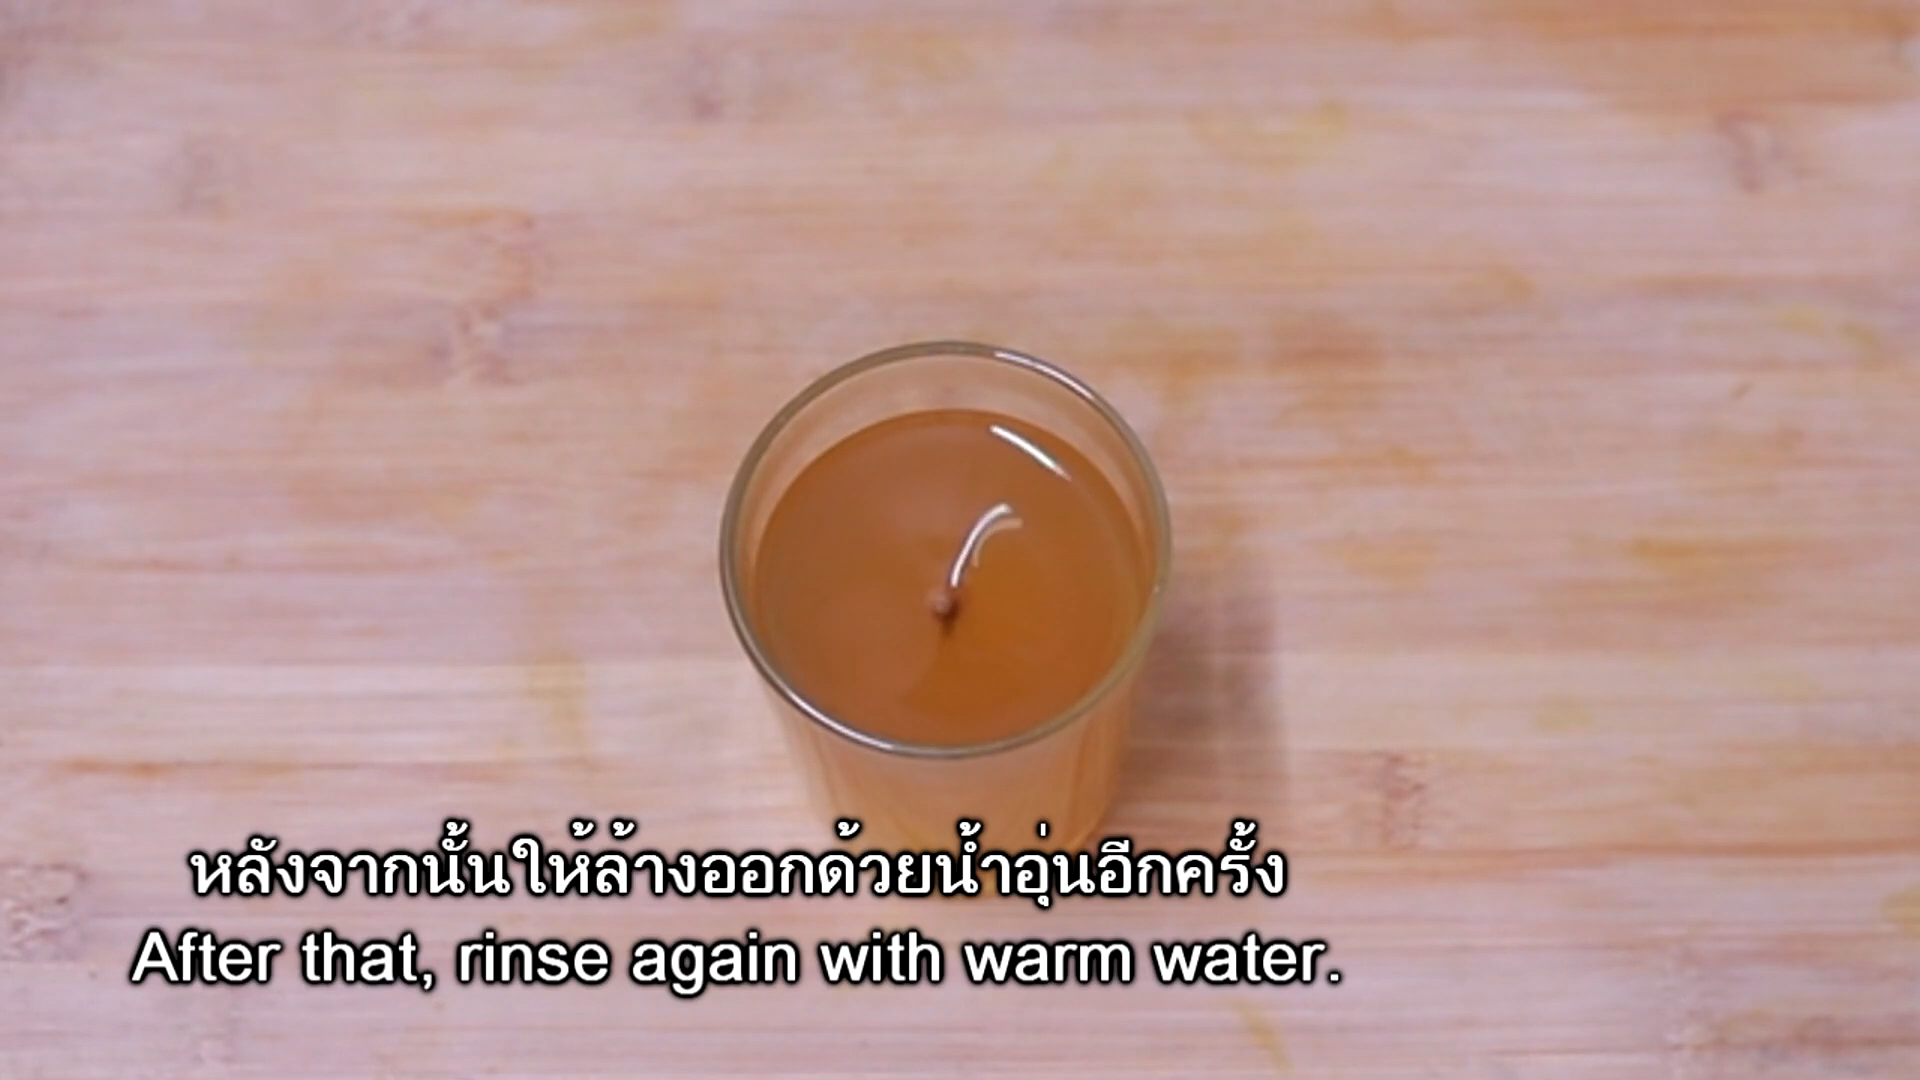 หลังจากนั้นให้ล้างออกด้วยน้ำอุ่นอีกครั้ง
After that, rinse again with warm water.